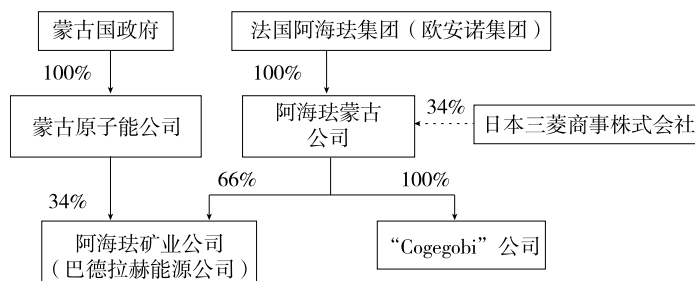 蒙古国政府
法国阿海珐集团（欧安诺集团）
100%
100%
蒙古原子能公司
阿海珐蒙古
公司
34%
日本三菱商事株式会社
34%
66%
100%
阿海珐矿业公司
（巴德拉赫能源公司）
“Cogegobi”公司